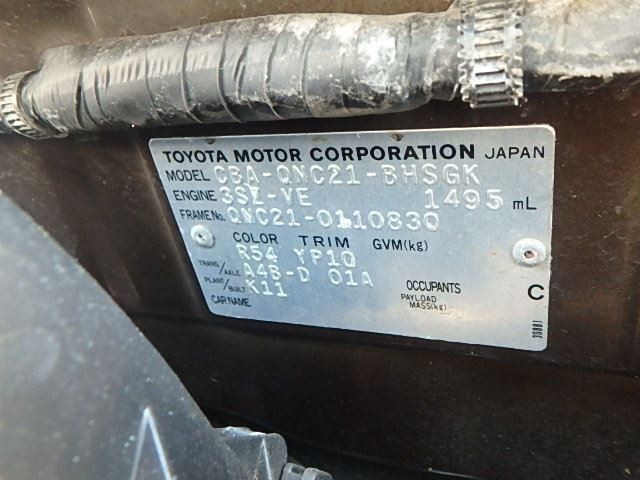 TOYOTA MOTOR CORPORATION JAPAN
MODEL CBA-QNC21-BHSGK
ENGINE 3SZ-VE 1495 mL
FRAME No. QNC21-0110830
COLOR TRIM GVM(kg)
R54 YP10
TRANS./AXLE A4B-D 01A
PLANT/BUILT K11
OCCUPANTS
CAR NAME
PAYLOAD MASS(kg)
C